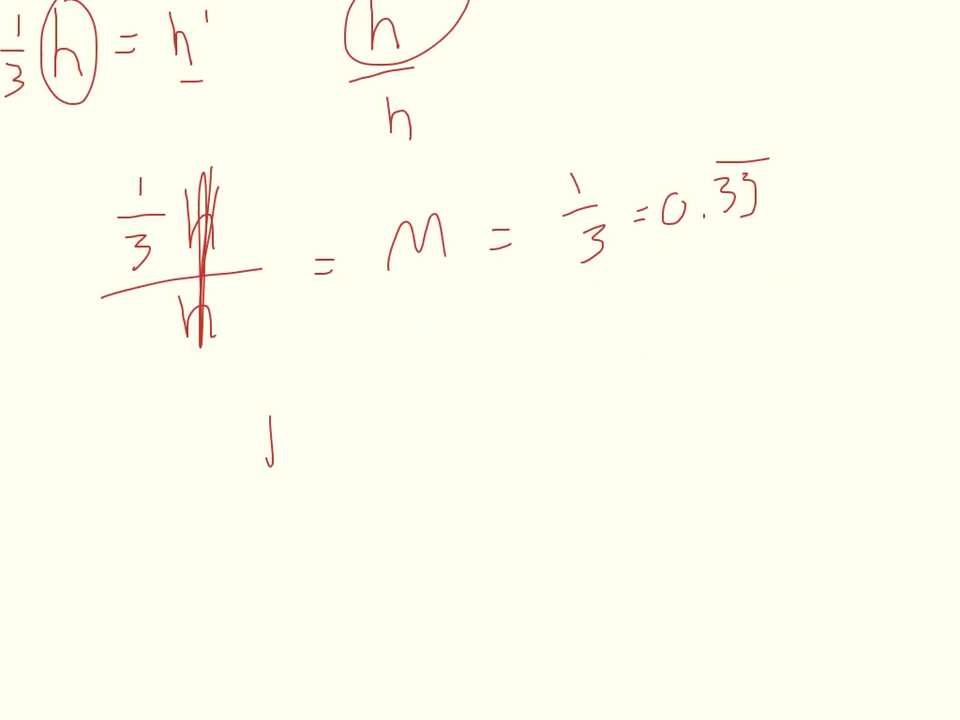 1/3 h = h'
h/h
(1/3 h)/h = M = 1/3 = 0.33